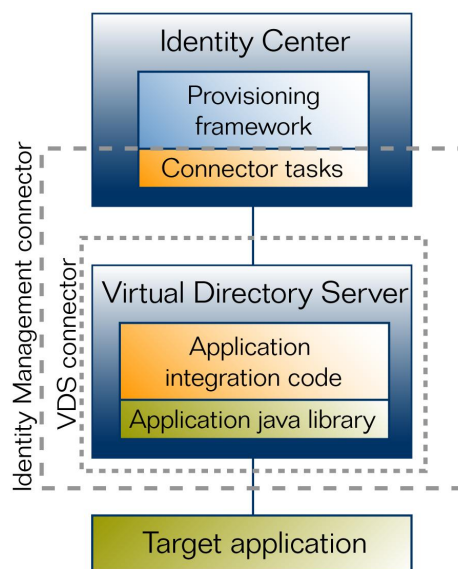 Identity Center
Provisioning
framework
Connector tasks
Identity Management connector
VDS connector
Virtual Directory Server
Application
integration code
Application java library
Target application